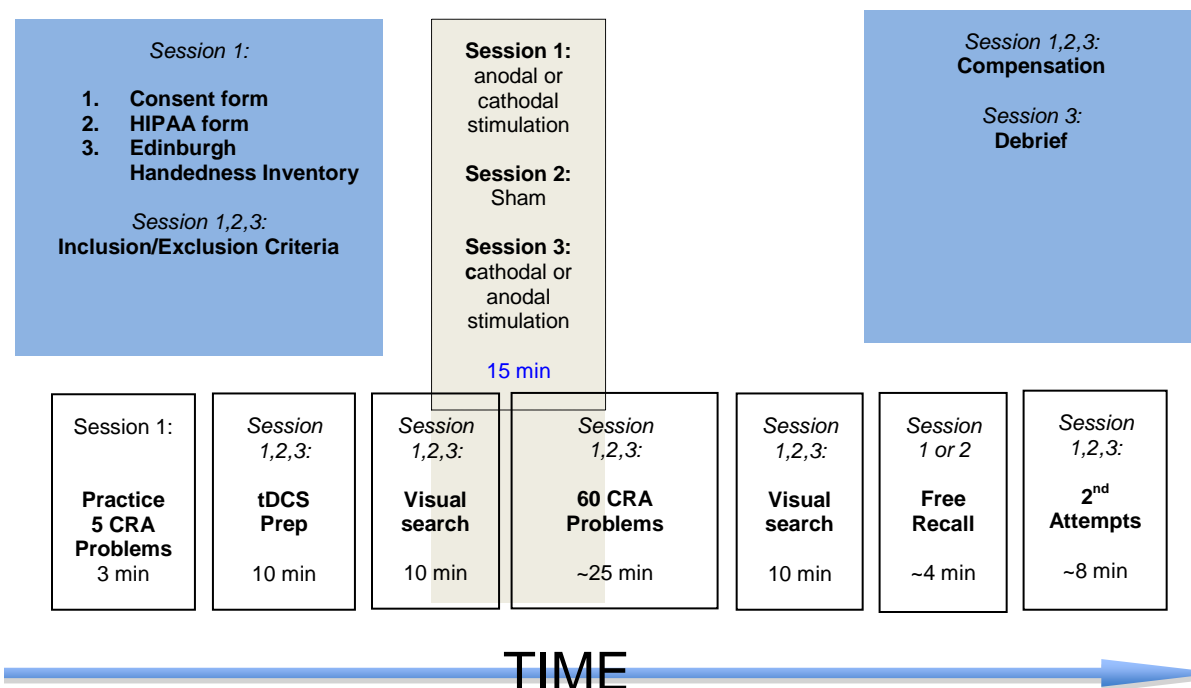 Session 1:
1. Consent form
2. HIPAA form
3. Edinburgh
Handedness Inventory
Session 1,2,3:
Inclusion/Exclusion Criteria
Session 1:
anodal or
cathodal
stimulation
Session 2:
Sham
Session 3:
cathodal or
anodal
stimulation
15 min
Session 1,2,3:
Compensation
Session 3:
Debrief
Session 1:
Practice
5 CRA
Problems
3 min
Session
1,2,3:
tDCS
Prep
10 min
Session
1,2,3:
Visual
search
10 min
Session
1,2,3:
60 CRA
Problems
~25 min
Session
1,2,3:
Visual
search
10 min
Session
1 or 2
Free
Recall
~4 min
Session
1,2,3:
2nd
Attempts
~8 min
TIME